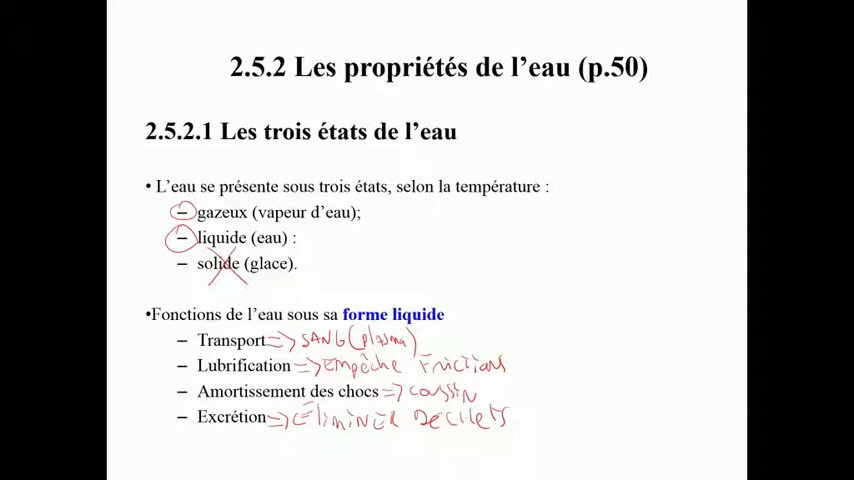 2.5.2 Les propriétés de l’eau (p.50)
2.5.2.1 Les trois états de l’eau
• L’eau se présente sous trois états, selon la température :
– gazeux (vapeur d’eau);
– liquide (eau) :
– solide (glace).
•Fonctions de l’eau sous sa forme liquide
– Transport => SANG (plasma)
– Lubrification => Empêche Frictions
– Amortissement des chocs => coussin
– Excrétion => Éliminer Déchets